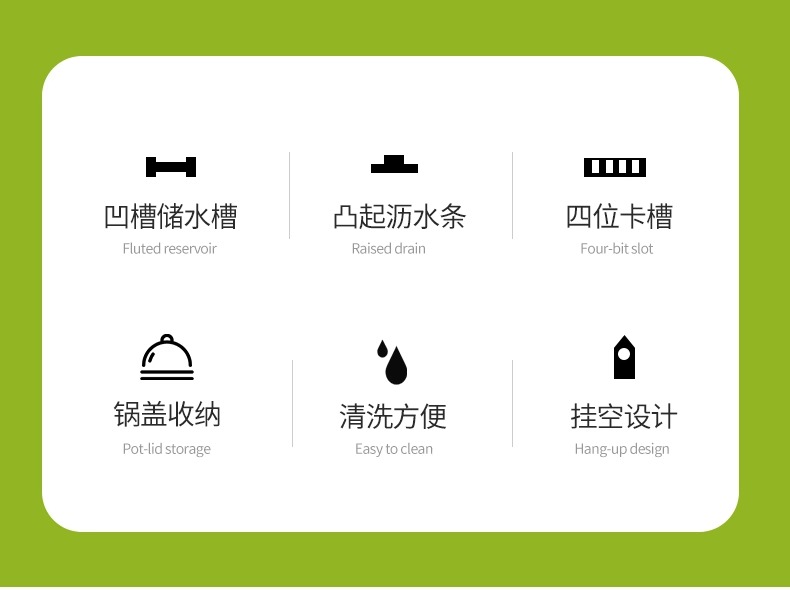 凹槽储水槽
Fluted reservoir
凸起沥水条
Raised drain
四位卡槽
Four-bit slot
锅盖收纳
Pot-lid storage
清洗方便
Easy to clean
挂空设计
Hang-up design